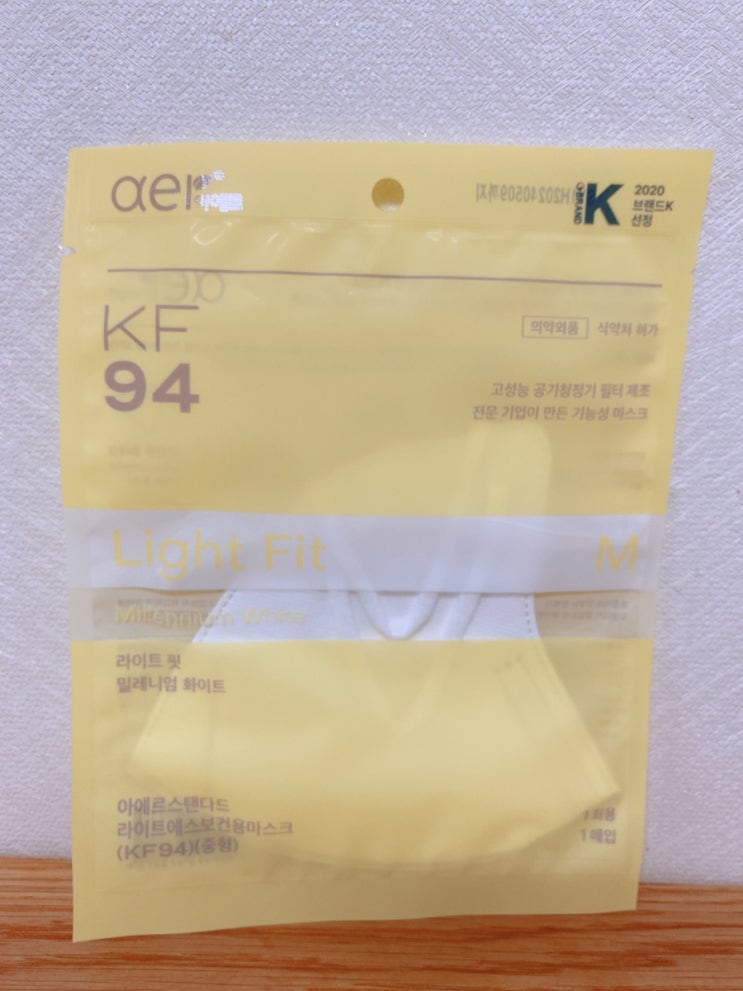 aer
BRAND K
2020
브랜드K
선정
KF
94
의약외품 식약처 허가
고성능 공기청정기 필터 제조
전문 기업이 만든 기능성 마스크
Light Fit M
Millennium White
라이트 핏
밀레니엄 화이트
아에르스탠다드
라이트에스보건용마스크
(KF94)(중형)
1회용
1매입